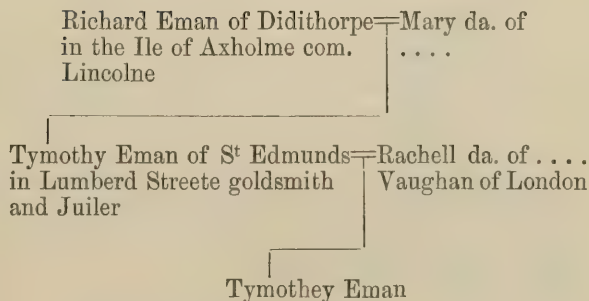 Richard Eman of Didithorpe=Mary da. of
in the Ile of Axholme com. ....
Lincolne
Tymothy Eman of St Edmunds=Rachell da. of ....
in Lumberd Streete goldsmith Vaughan of London
and Juiler
Tymothey Eman